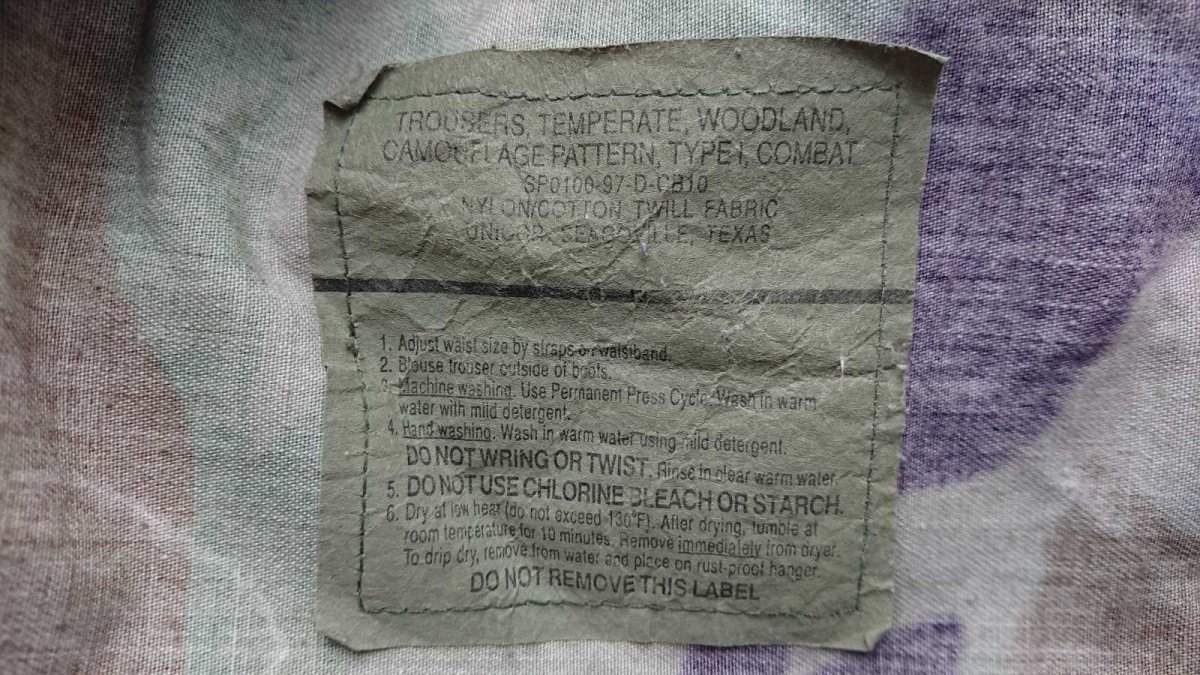 TROUSERS, TEMPERATE, WOODLAND,
CAMOUFLAGE PATTERN, TYPE I, COMBAT
SP0100-97-D-CB10
NYLON/COTTON TWILL FABRIC
UNICOR, SEAGOVILLE, TEXAS
1. Adjust waist size by straps on waistband.
2. Blouse trouser outside of boots.
3. Machine washing. Use Permanent Press Cycle. Wash in warm
water with mild detergent.
4. Hand washing. Wash in warm water using mild detergent.
DO NOT WRING OR TWIST. Rinse in clear warm water.
5. DO NOT USE CHLORINE BLEACH OR STARCH.
6. Dry at low heat (do not exceed 130°F). After drying, tumble at
room temperature for 10 minutes. Remove immediately from dryer.
To drip dry, remove from water and place on rust-proof hanger.
DO NOT REMOVE THIS LABEL